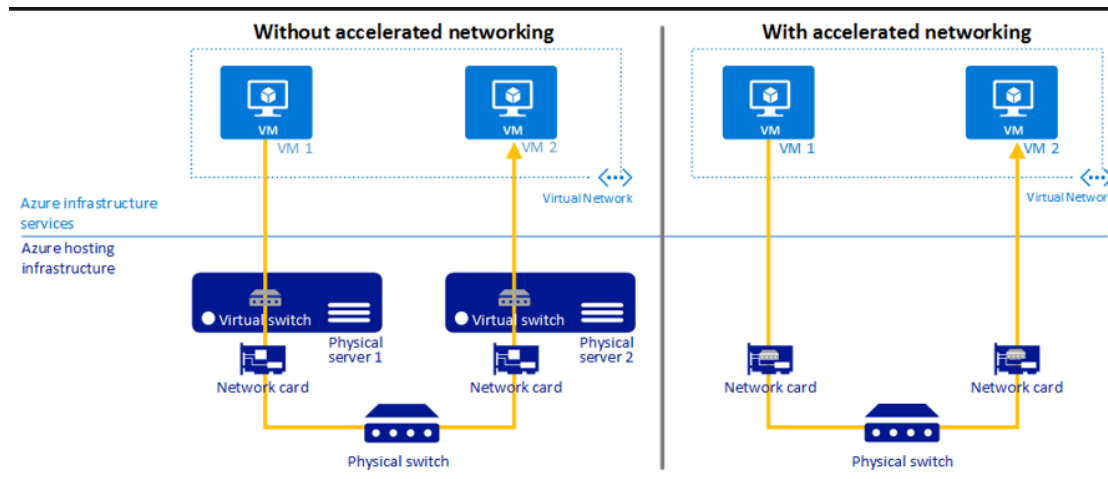 Without accelerated networking
With accelerated networking
VM
VM 1
VM
VM 2
VM
VM 1
VM
VM 2
Virtual Network
Virtual Network
Azure infrastructure
services
Azure hosting
infrastructure
Virtual switch
Physical
server 1
Virtual switch
Physical
server 2
Network card
Network card
Network card
Network card
Physical switch
Physical switch